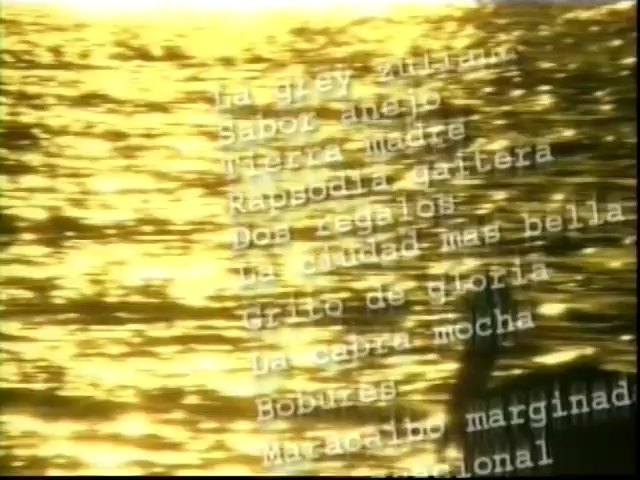 La grey zuliana
Sabor añejo
Tierra madre
Rapsodia gaitera
Dos regalos
La ciudad mas bella
Grito de gloria
La cabra mocha
Bobures
Maracaibo marginad